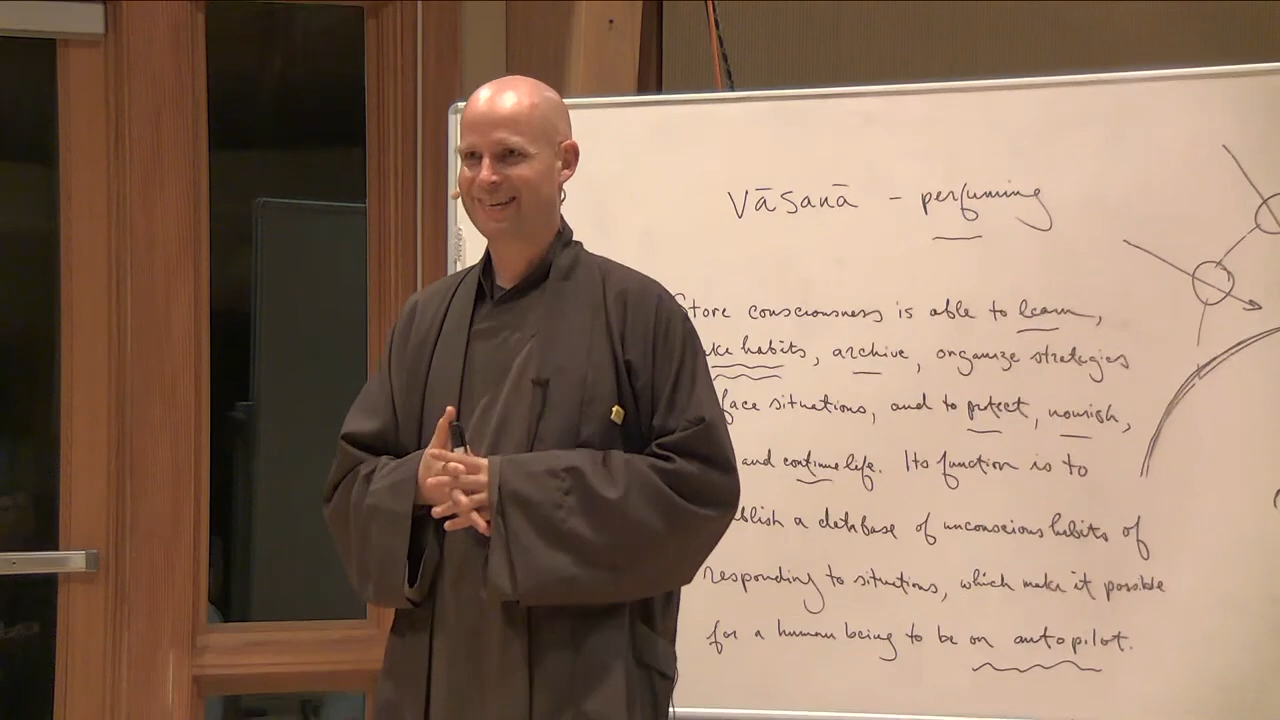 Vāsanā - perfuming
Store consciousness is able to learn,
habits, archive, organize strategies
face situations, and to protect, nourish,
and continue life. Its function is to
a database of unconscious habits of
responding to situations, which make it possible
for a human being to be on autopilot.